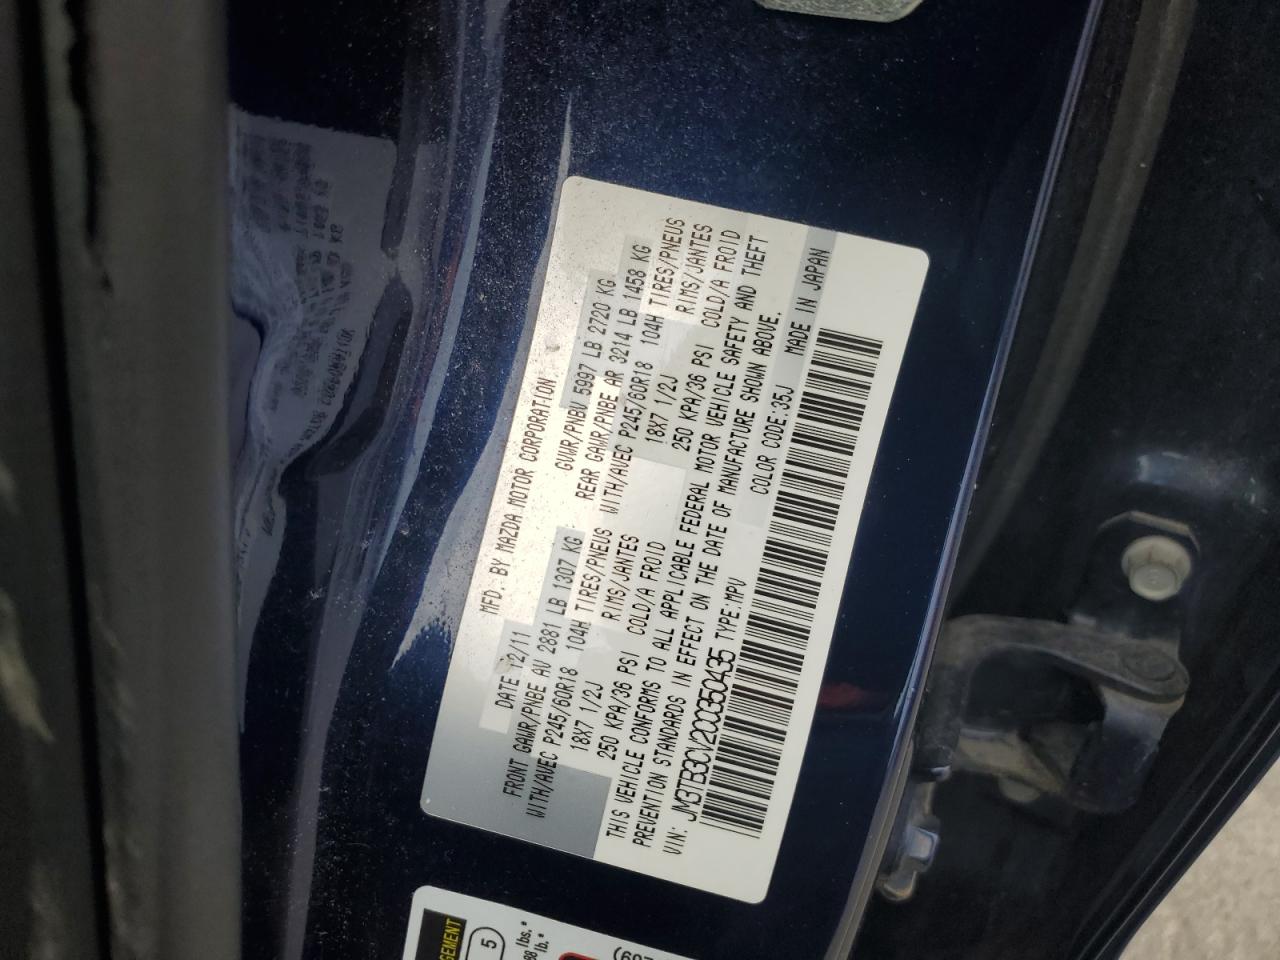 MFD. BY MAZDA MOTOR CORPORATION
DATE 12/11 GVWR/PNBV 5997 LB 2720 KG
FRONT GAWR/PNBE AV 2881 LB 1307 KG REAR GAWR/PNBE AR 3214 LB 1458 KG
WITH/AVEC P245/60R18 104H TIRES/PNEUS WITH/AVEC P245/60R18 104H TIRES/PNEUS
18X7 1/2J RIMS/JANTES 18X7 1/2J RIMS/JANTES
250 KPA/36 PSI COLD/A FROID 250 KPA/36 PSI COLD/A FROID
THIS VEHICLE CONFORMS TO ALL APPLICABLE FEDERAL MOTOR VEHICLE SAFETY AND THEFT
PREVENTION STANDARDS IN EFFECT ON THE DATE OF MANUFACTURE SHOWN ABOVE.
VIN: JM3TB3CV2C0350435 TYPE:MPV COLOR CODE:35J MADE IN JAPAN
5
lbs.*
lb.*